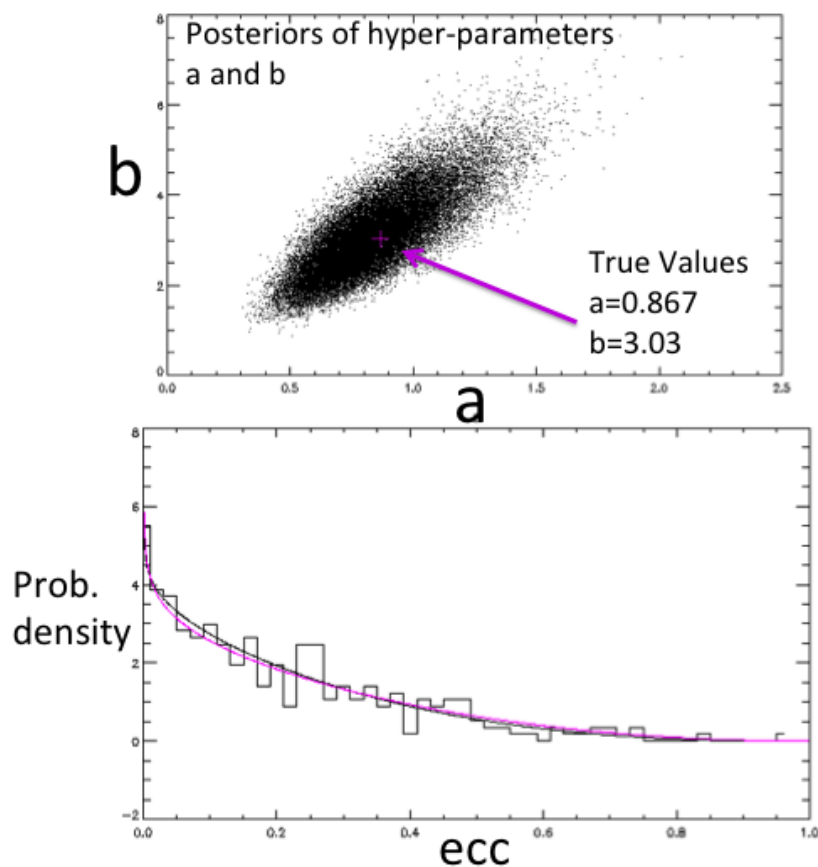 8
Posteriors of hyper-parameters
a and b
6
b
4
2
0
True Values
a=0.867
b=3.03
0.0 0.5 1.0 1.5 2.0 2.5
a
8
6
4
Prob.
density
2
0
-2
0.0 0.2 0.4 0.6 0.8 1.0
ecc